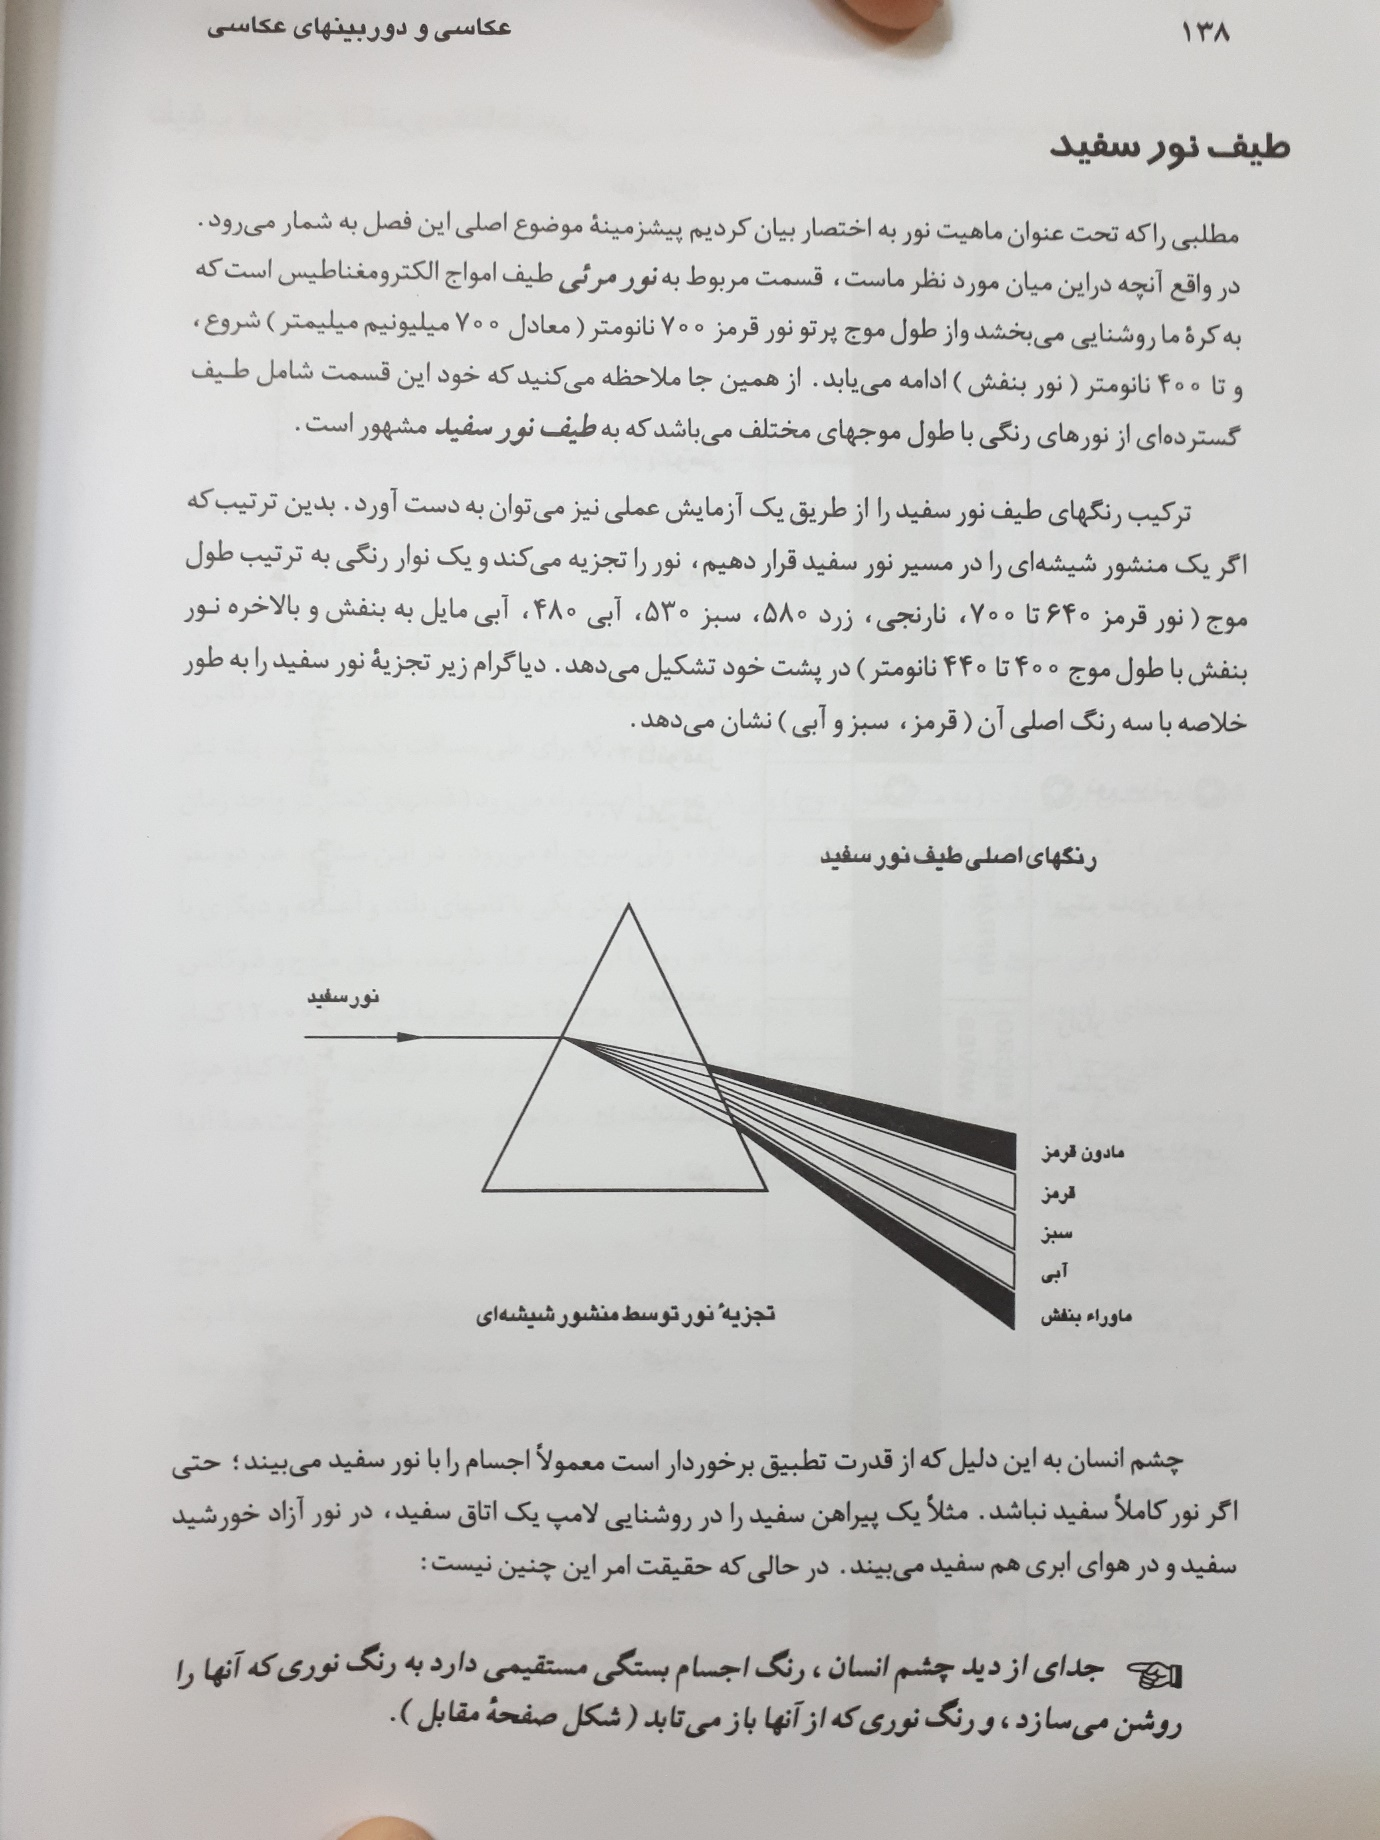 ۱۳۸
عکاسی و دوربینهای عکاسی
طیف نور سفید
مطلبی را که تحت عنوان ماهیت نور به اختصار بیان کردیم پیشزمینهٔ موضوع اصلی این فصل به شمار می‌رود.
در واقع آنچه دراین میان مورد نظر ماست، قسمت مربوط به نور مرئی طیف امواج الکترومغناطیس است که
به کرهٔ ما روشنایی می‌بخشد واز طول موج پرتو نور قرمز ۷۰۰ نانومتر ( معادل ۷۰۰ میلیونیم میلیمتر ) شروع،
و تا ۴۰۰ نانومتر ( نور بنفش ) ادامه می‌یابد. از همین جا ملاحظه می‌کنید که خود این قسمت شامل طیف
گسترده‌ای از نورهای رنگی با طول موجهای مختلف می‌باشد که به طیف نور سفید مشهور است.
ترکیب رنگهای طیف نور سفید را از طریق یک آزمایش عملی نیز می‌توان به دست آورد. بدین ترتیب که
اگر یک منشور شیشه‌ای را در مسیر نور سفید قرار دهیم، نور را تجزیه می‌کند و یک نوار رنگی به ترتیب طول
موج ( نور قرمز ۶۴۰ تا ۷۰۰، نارنجی، زرد ۵۸۰، سبز ۵۳۰، آبی ۴۸۰، آبی مایل به بنفش و بالاخره نور
بنفش با طول موج ۴۰۰ تا ۴۴۰ نانومتر) در پشت خود تشکیل می‌دهد. دیاگرام زیر تجزیهٔ نور سفید را به طور
خلاصه با سه رنگ اصلی آن ( قرمز، سبز و آبی ) نشان می‌دهد.
رنگهای اصلی طیف نور سفید
نور سفید
مادون قرمز
قرمز
سبز
آبی
ماوراء بنفش
تجزیهٔ نور توسط منشور شیشه‌ای
چشم انسان به این دلیل که از قدرت تطبیق برخوردار است معمولاً اجسام را با نور سفید می‌بیند؛ حتی
اگر نور کاملاً سفید نباشد. مثلاً یک پیراهن سفید را در روشنایی لامپ یک اتاق سفید، در نور آزاد خورشید
سفید و در هوای ابری هم سفید می‌بیند. در حالی که حقیقت امر این چنین نیست:
جدای از دید چشم انسان، رنگ اجسام بستگی مستقیمی دارد به رنگ نوری که آنها را
روشن می‌سازد، و رنگ نوری که از آنها باز می‌تابد ( شکل صفحهٔ مقابل ).